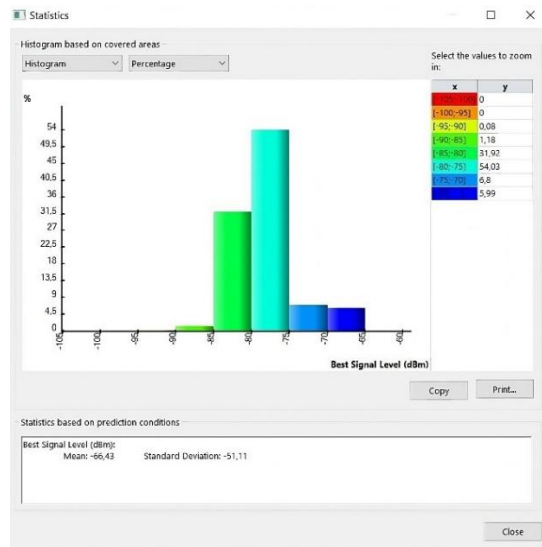 Statistics
Histogram based on covered areas
Histogram Percentage
Select the values to zoom
in:
x y
[-105;-100] 0
[-100;-95] 0
[-95;-90] 0,08
[-90;-85] 1,18
[-85;-80] 31,92
[-80;-75] 54,03
[-75;-70] 6,8
5,99
%
54
49,5
45
40,5
36
31,5
27
22,5
18
13,5
9
4,5
0
-105 -100 -95 -90 -85 -80 -75 -70 -65 -60
Best Signal Level (dBm)
Copy Print...
Statistics based on prediction conditions
Best Signal Level (dBm):
Mean: -66,43 Standard Deviation: -51,11
Close